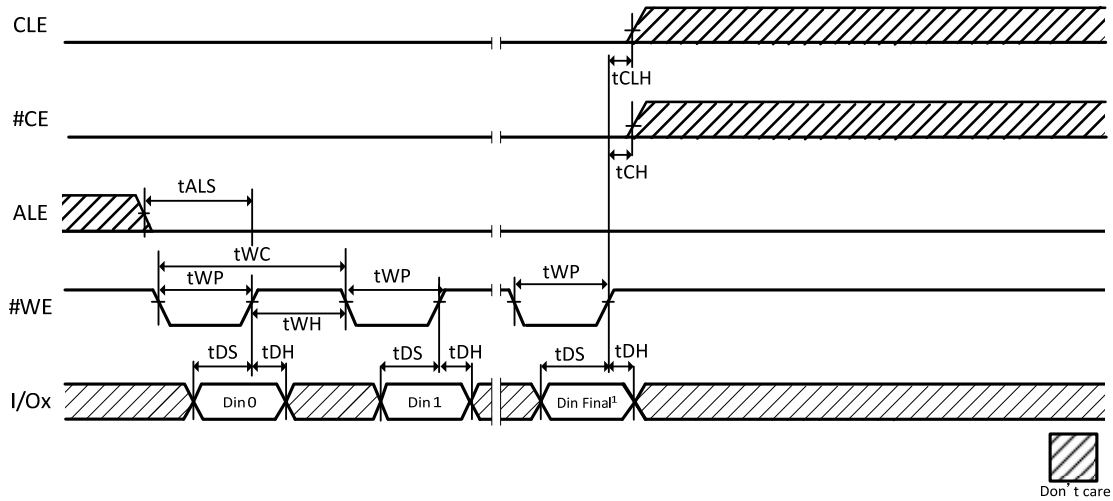 CLE
tCLH
#CE
tCH
tALS
ALE
tWC
tWP
tWP
tWP
#WE
tWH
tDS
tDH
tDS
tDH
tDS
tDH
I/Ox
Din 0
Din 1
Din Final¹
Don't care